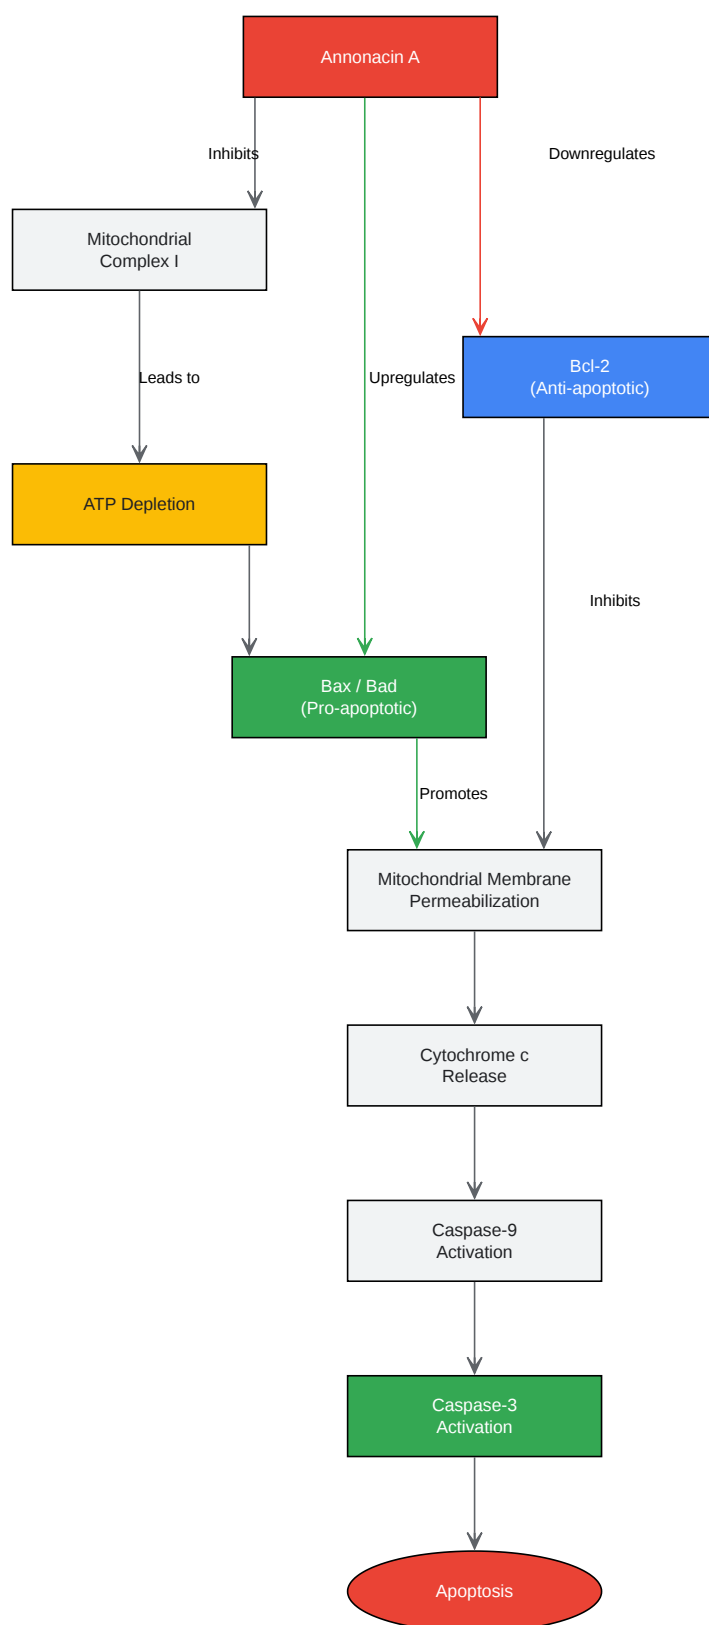 Annonacin A
Inhibits
Downregulates
Mitochondrial
Complex I
Leads to
Upregulates
Bcl-2
(Anti-apoptotic)
ATP Depletion
Inhibits
Bax / Bad
(Pro-apoptotic)
Promotes
Mitochondrial Membrane
Permeabilization
Cytochrome c
Release
Caspase-9
Activation
Caspase-3
Activation
Apoptosis